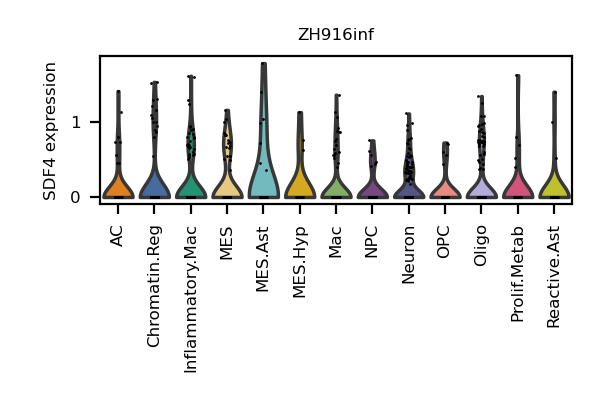 ZH916inf
SDF4 expression
1
0
AC
Chromatin.Reg
Inflammatory.Mac
MES
MES.Ast
MES.Hyp
Mac
NPC
Neuron
OPC
Oligo
Prolif.Metab
Reactive.Ast